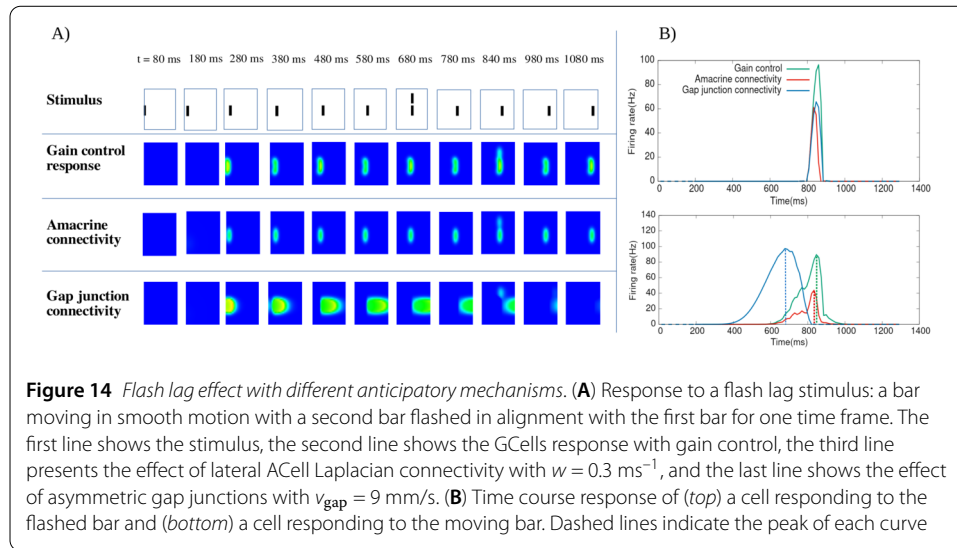 A)
t = 80 ms 180 ms 280 ms 380 ms 480 ms 580 ms 680 ms 780 ms 840 ms 980 ms 1080 ms
Stimulus
Gain control
response
Amacrine
connectivity
Gap junction
connectivity
B)
Gain control
Amacrine connectivity
Gap junction connectivity
Firing rate(Hz)
100
80
60
40
20
0
0 200 400 600 800 1000 1200 1400
Time(ms)
Firing rate(Hz)
140
120
100
80
60
40
20
0
0 200 400 600 800 1000 1200 1400
Time(ms)
Figure 14 Flash lag effect with different anticipatory mechanisms. (A) Response to a flash lag stimulus: a bar
moving in smooth motion with a second bar flashed in alignment with the first bar for one time frame. The
first line shows the stimulus, the second line shows the GCells response with gain control, the third line
presents the effect of lateral ACell Laplacian connectivity with w = 0.3 ms⁻¹, and the last line shows the effect
of asymmetric gap junctions with v_gap = 9 mm/s. (B) Time course response of (top) a cell responding to the
flashed bar and (bottom) a cell responding to the moving bar. Dashed lines indicate the peak of each curve